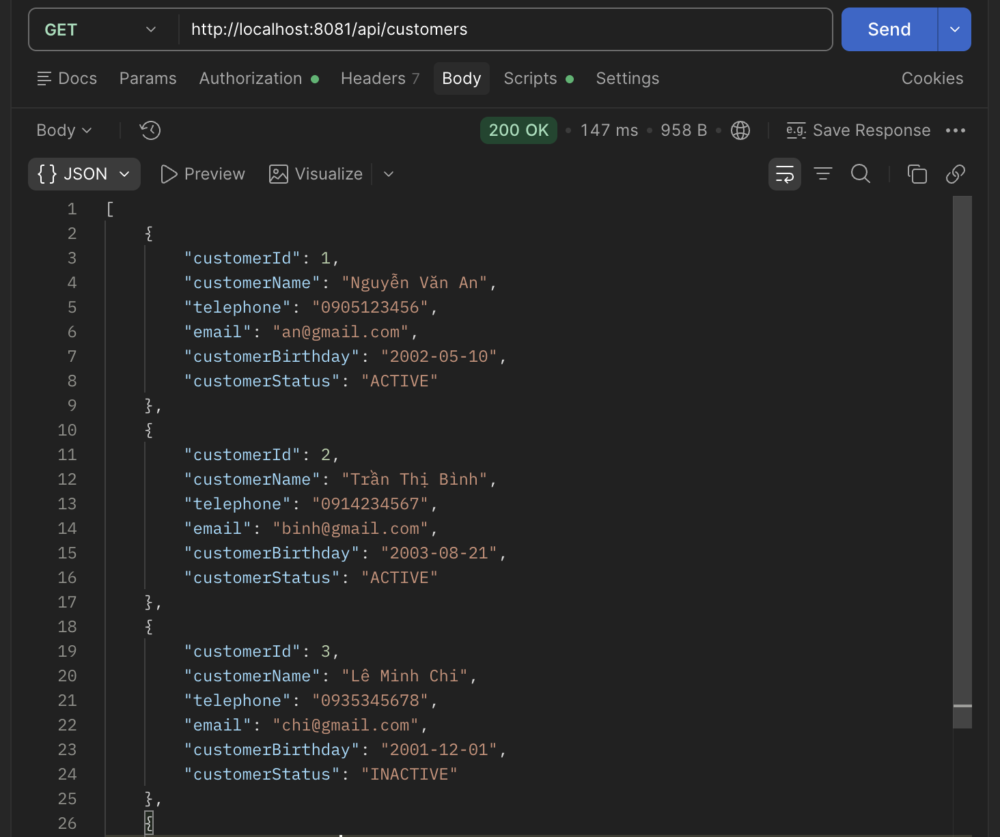 GET http://localhost:8081/api/customers Send
Docs Params Authorization Headers 7 Body Scripts Settings Cookies
Body 200 OK • 147 ms • 958 B • e.g. Save Response
{} JSON Preview Visualize
1 [
2 {
3 "customerId": 1,
4 "customerName": "Nguyễn Văn An",
5 "telephone": "0905123456",
6 "email": "an@gmail.com",
7 "customerBirthday": "2002-05-10",
8 "customerStatus": "ACTIVE"
9 },
10 {
11 "customerId": 2,
12 "customerName": "Trần Thị Bình",
13 "telephone": "0914234567",
14 "email": "binh@gmail.com",
15 "customerBirthday": "2003-08-21",
16 "customerStatus": "ACTIVE"
17 },
18 {
19 "customerId": 3,
20 "customerName": "Lê Minh Chi",
21 "telephone": "0935345678",
22 "email": "chi@gmail.com",
23 "customerBirthday": "2001-12-01",
24 "customerStatus": "INACTIVE"
25 },
26 {